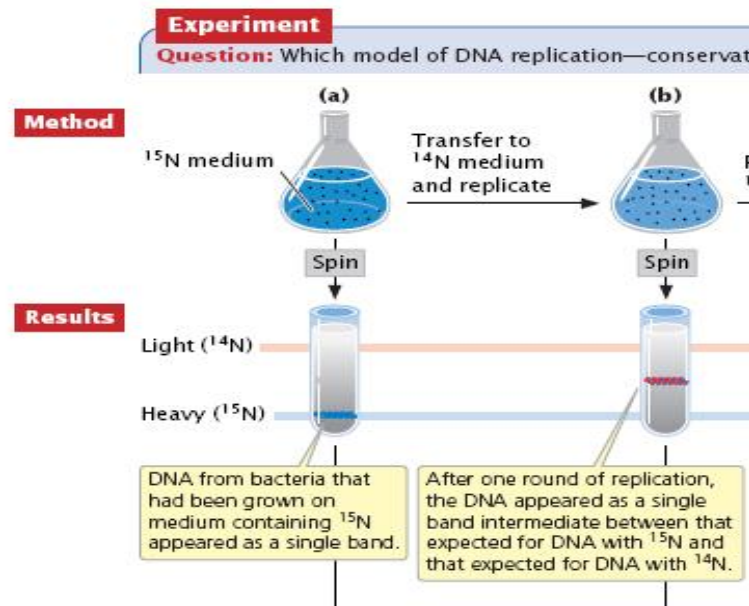 Experiment
Question: Which model of DNA replication—conservat
(a)
(b)
Method
¹⁵N medium
Transfer to
¹⁴N medium
and replicate
Spin
Spin
Results
Light (¹⁴N)
Heavy (¹⁵N)
DNA from bacteria that
had been grown on
medium containing ¹⁵N
appeared as a single band.
After one round of replication,
the DNA appeared as a single
band intermediate between that
expected for DNA with ¹⁵N and
that expected for DNA with ¹⁴N.